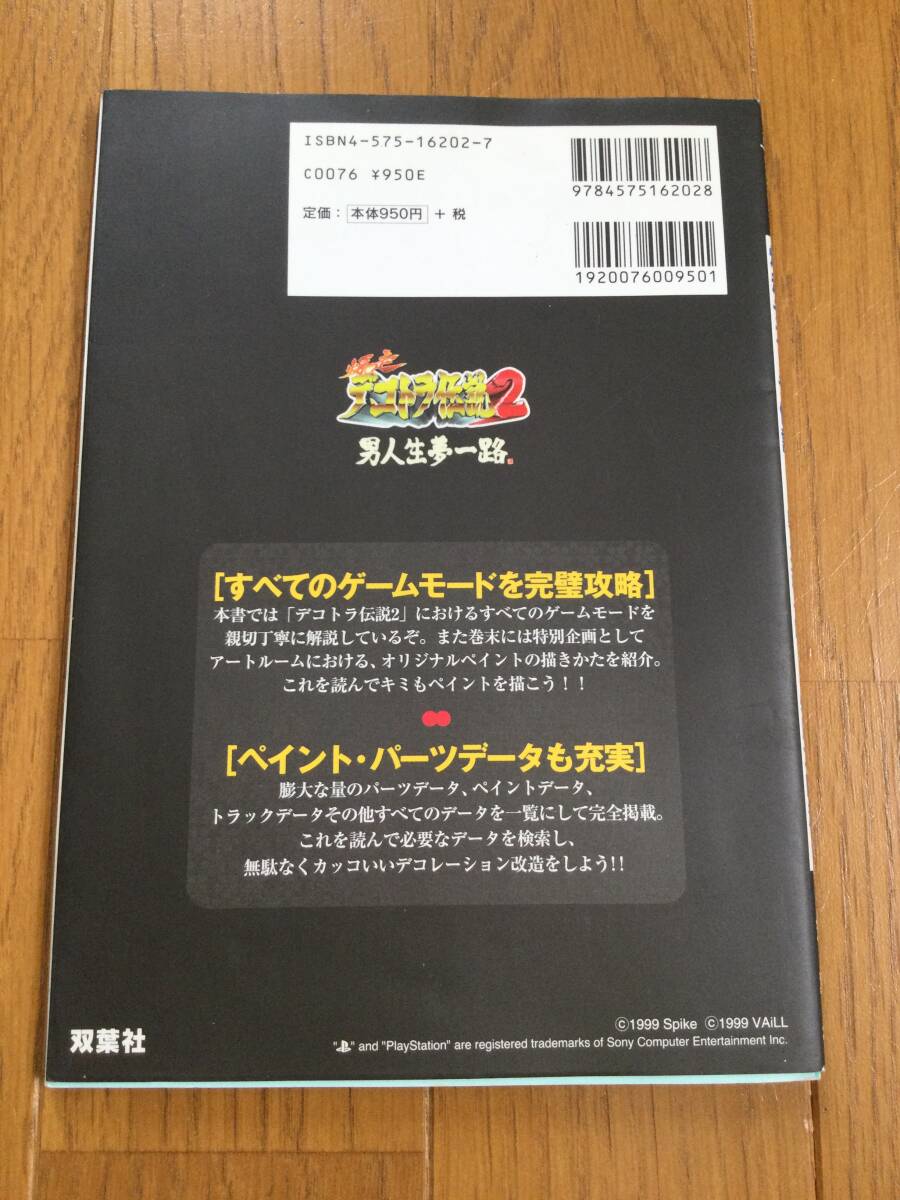 ISBN4-575-16202-7
C0076 ¥950E
定価：本体950円＋税
9784575162028
1920076009501
爆走
デコトラ伝説2
男人生夢一路
[すべてのゲームモードを完璧攻略]
本書では「デコトラ伝説2」におけるすべてのゲームモードを
親切丁寧に解説しているぞ。また巻末には特別企画として
アートルームにおける、オリジナルペイントの描きかたを紹介。
これを読んでキミもペイントを描こう！！
[ペイント・パーツデータも充実]
膨大な量のパーツデータ、ペイントデータ、
トラックデータその他すべてのデータを一覧にして完全掲載。
これを読んで必要なデータを検索し、
無駄なくカッコいいデコレーション改造をしよう!!
©1999 Spike ©1999 VAiLL
" " and "PlayStation" are registered trademarks of Sony Computer Entertainment Inc.
双葉社